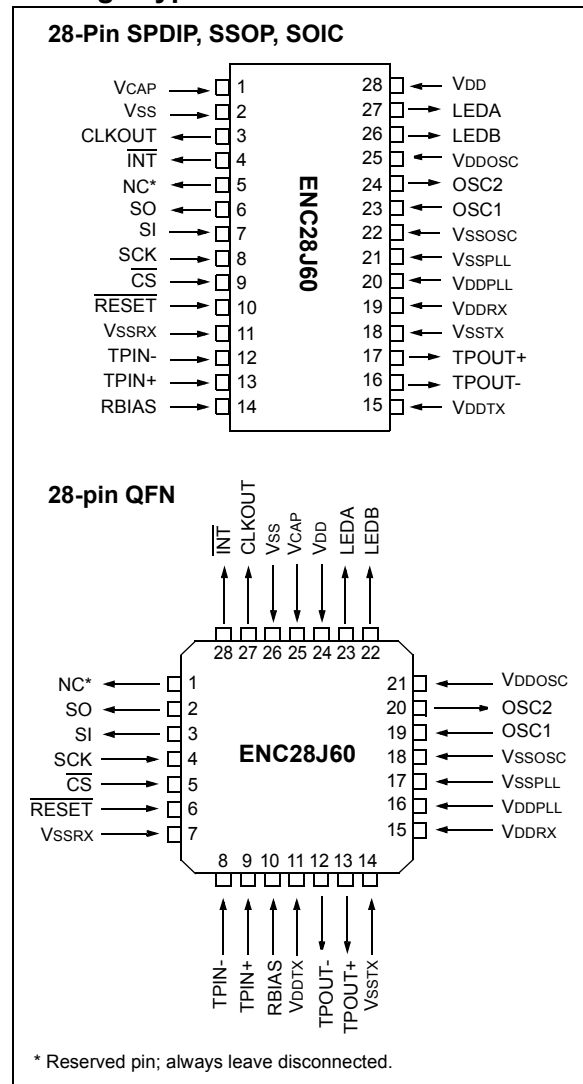 28-Pin SPDIP, SSOP, SOIC
VCAP 1 28 VDD
VSS 2 27 LEDA
CLKOUT 3 26 LEDB
INT 4 25 VDDOSC
NC* 5 24 OSC2
SO 6 23 OSC1
SI 7 22 VSSOSC
SCK 8 21 VSSPLL
CS 9 20 VDDPLL
RESET 10 19 VDDRX
VSSRX 11 18 VSSTX
TPIN- 12 17 TPOUT+
TPIN+ 13 16 TPOUT-
RBIAS 14 15 VDDTX
ENC28J60
28-pin QFN
INT CLKOUT VSS VCAP VDD LEDA LEDB
28 27 26 25 24 23 22
NC* 1 21 VDDOSC
SO 2 20 OSC2
SI 3 19 OSC1
SCK 4 18 VSSOSC
CS 5 17 VSSPLL
RESET 6 16 VDDPLL
VSSRX 7 15 VDDRX
ENC28J60
8 9 10 11 12 13 14
TPIN- TPIN+ RBIAS VDDTX TPOUT- TPOUT+ VSSTX
* Reserved pin; always leave disconnected.